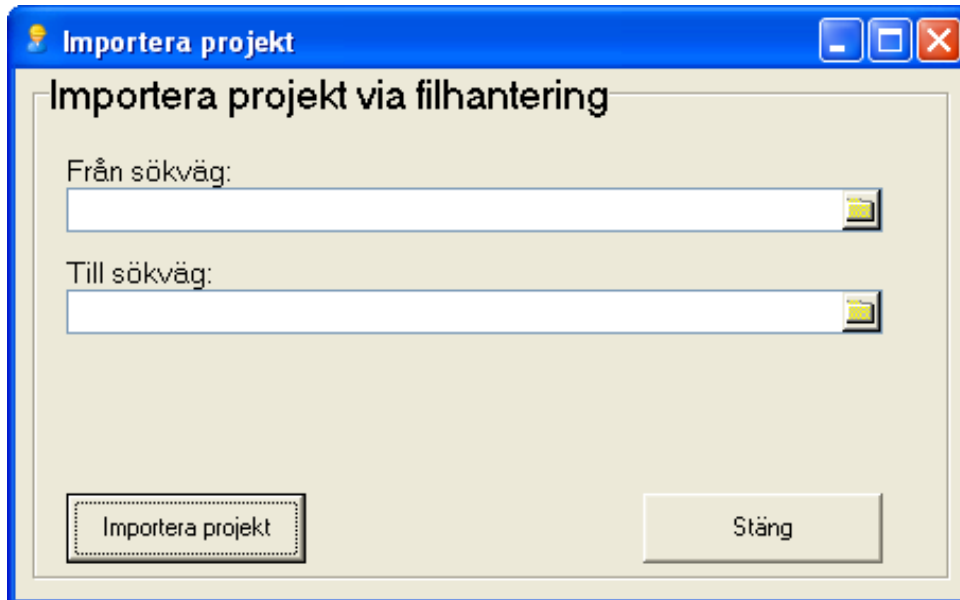 Importera projekt
Importera projekt via filhantering
Från sökväg:
Till sökväg:
Importera projekt
Stäng